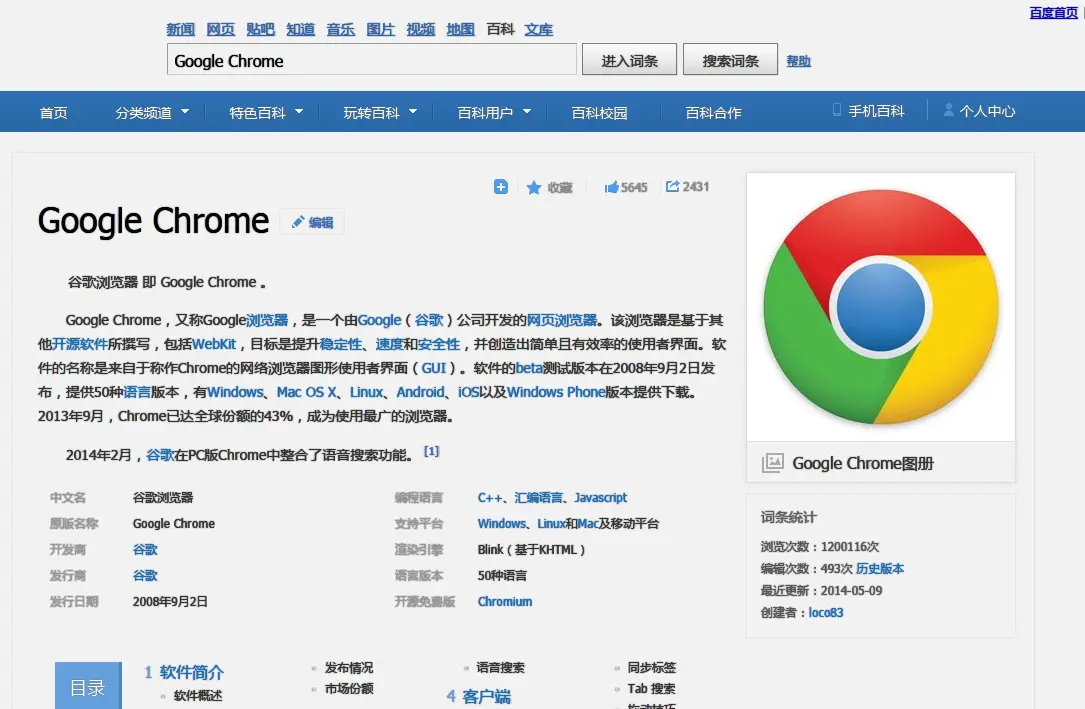 百度首页
新闻 网页 贴吧 知道 音乐 图片 视频 地图 百科 文库
Google Chrome 进入词条 搜索词条 帮助
首页 分类频道 特色百科 玩转百科 百科用户 百科校园 百科合作 手机百科 个人中心
收藏 5645 2431
Google Chrome 编辑
谷歌浏览器 即 Google Chrome 。
Google Chrome，又称Google浏览器，是一个由Google（谷歌）公司开发的网页浏览器。该浏览器是基于其
他开源软件所撰写，包括WebKit，目标是提升稳定性、速度和安全性，并创造出简单且有效率的使用者界面。软
件的名称是来自于称作Chrome的网络浏览器图形使用者界面（GUI）。软件的beta测试版本在2008年9月2日发
布，提供50种语言版本，有Windows、Mac OS X、Linux、Android、iOS以及Windows Phone版本提供下载。
2013年9月，Chrome已达全球份额的43%，成为使用最广的浏览器。
2014年2月，谷歌在PC版Chrome中整合了语音搜索功能。 [1]
中文名 谷歌浏览器
原版名称 Google Chrome
开发商 谷歌
发行商 谷歌
发行日期 2008年9月2日
编程语言 C++、汇编语言、Javascript
支持平台 Windows、Linux和Mac及移动平台
渲染引擎 Blink（基于KHTML）
语言版本 50种语言
开源免费版 Chromium
Google Chrome图册
词条统计
浏览次数：1200116次
编辑次数：493次 历史版本
最近更新：2014-05-09
创建者：loco83
目录
1 软件简介
软件概述
发布情况
市场份额
语音搜索
4 客户端
同步标签
Tab 搜索